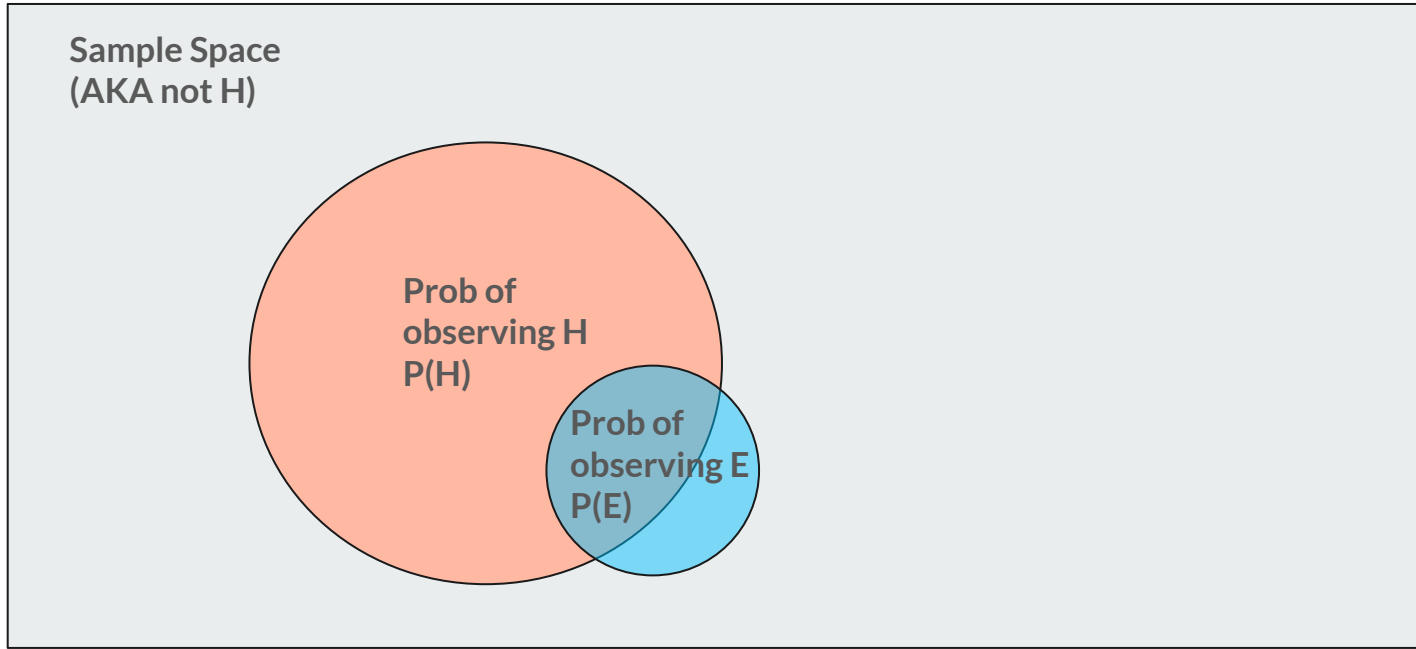 Sample Space
(AKA not H)
Prob of
observing H
P(H)
Prob of
observing E
P(E)